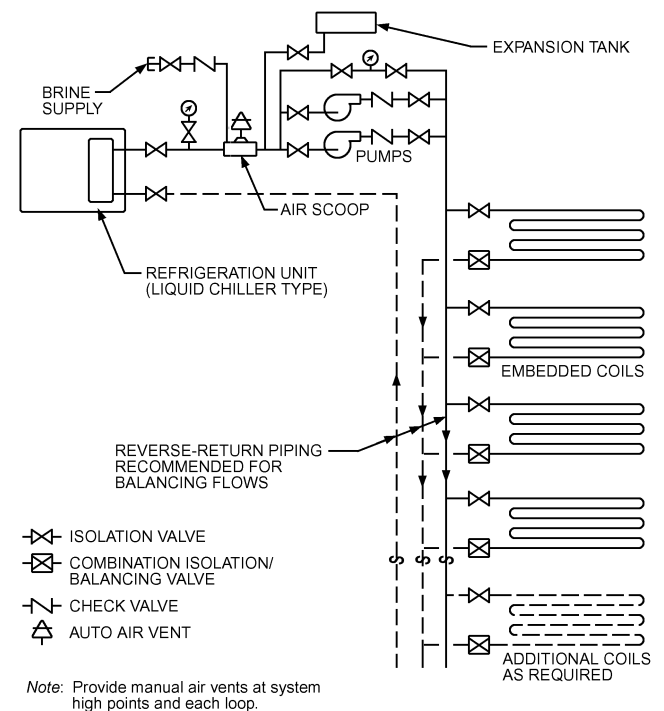 EXPANSION TANK
BRINE
SUPPLY
PUMPS
AIR SCOOP
REFRIGERATION UNIT
(LIQUID CHILLER TYPE)
EMBEDDED COILS
REVERSE-RETURN PIPING
RECOMMENDED FOR
BALANCING FLOWS
ISOLATION VALVE
COMBINATION ISOLATION/
BALANCING VALVE
CHECK VALVE
AUTO AIR VENT
ADDITIONAL COILS
AS REQUIRED
Note: Provide manual air vents at system
high points and each loop.